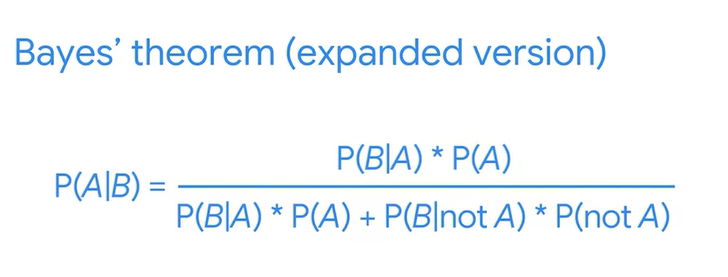 Bayes’ theorem (expanded version)
P(B|A) * P(A)
P(A|B) =
P(B|A) * P(A) + P(B|not A) * P(not A)